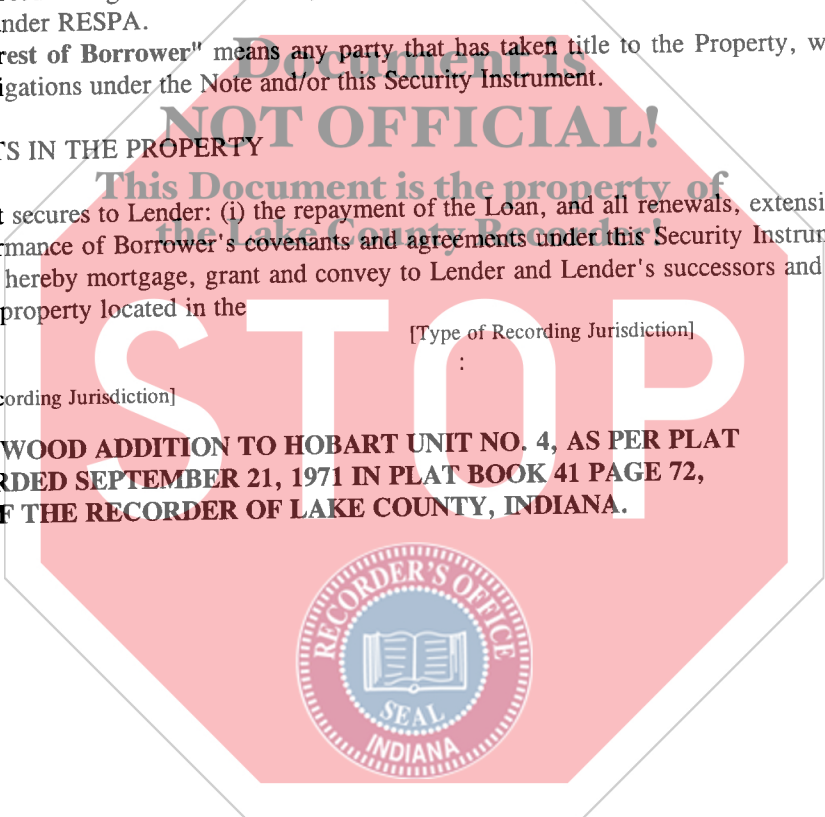 nder RESPA.
rest of Borrower" means any party that has taken title to the Property, w
Document is
igations under the Note and/or this Security Instrument.
NOT OFFICIAL!
TS IN THE PROPERTY
This Document is the property of
t secures to Lender: (i) the repayment of the Loan, and all renewals, extensi
the Lake County Recorder!
rmance of Borrower's covenants and agreements under this Security Instrum
hereby mortgage, grant and convey to Lender and Lender's successors and
property located in the
[Type of Recording Jurisdiction]
:
STOP
cording Jurisdiction]
WOOD ADDITION TO HOBART UNIT NO. 4, AS PER PLAT
RDED SEPTEMBER 21, 1971 IN PLAT BOOK 41 PAGE 72,
F THE RECORDER OF LAKE COUNTY, INDIANA.
RECORDER'S OFFICE
SEAL
INDIANA